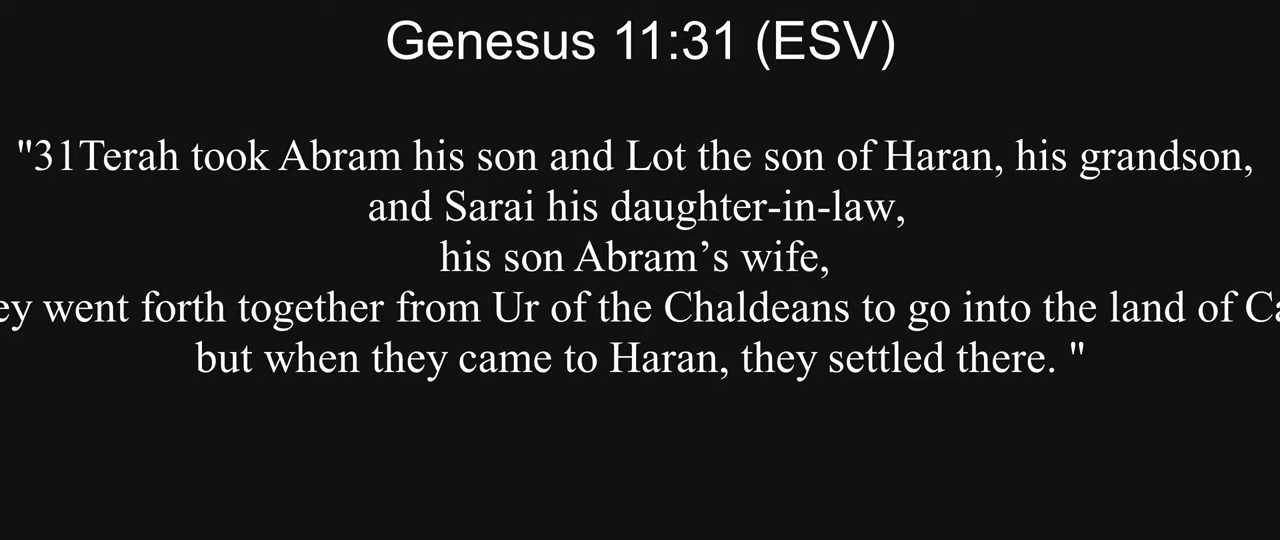 Genesus 11:31 (ESV)
"31Terah took Abram his son and Lot the son of Haran, his grandson,
and Sarai his daughter-in-law,
his son Abram’s wife,
went forth together from Ur of the Chaldeans to go into the land of
but when they came to Haran, they settled there. "